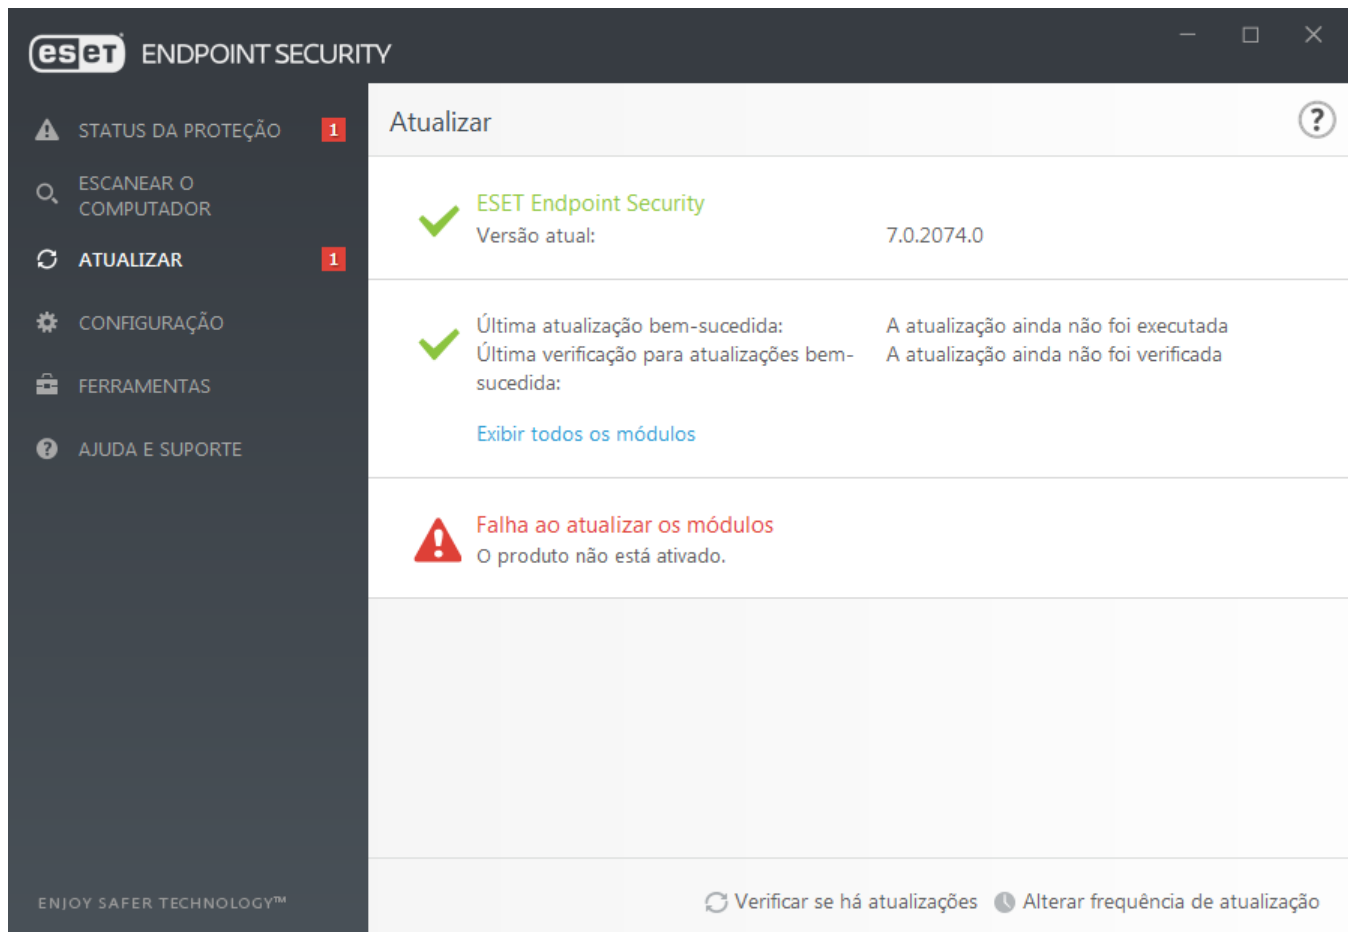 eset ENDPOINT SECURITY
STATUS DA PROTEÇÃO 1
ESCANEAR O
COMPUTADOR
ATUALIZAR 1
CONFIGURAÇÃO
FERRAMENTAS
AJUDA E SUPORTE
ENJOY SAFER TECHNOLOGY™
Atualizar ?
ESET Endpoint Security
Versão atual: 7.0.2074.0
Última atualização bem-sucedida: A atualização ainda não foi executada
Última verificação para atualizações bem- A atualização ainda não foi verificada
sucedida:
Exibir todos os módulos
Falha ao atualizar os módulos
O produto não está ativado.
Verificar se há atualizações Alterar frequência de atualização